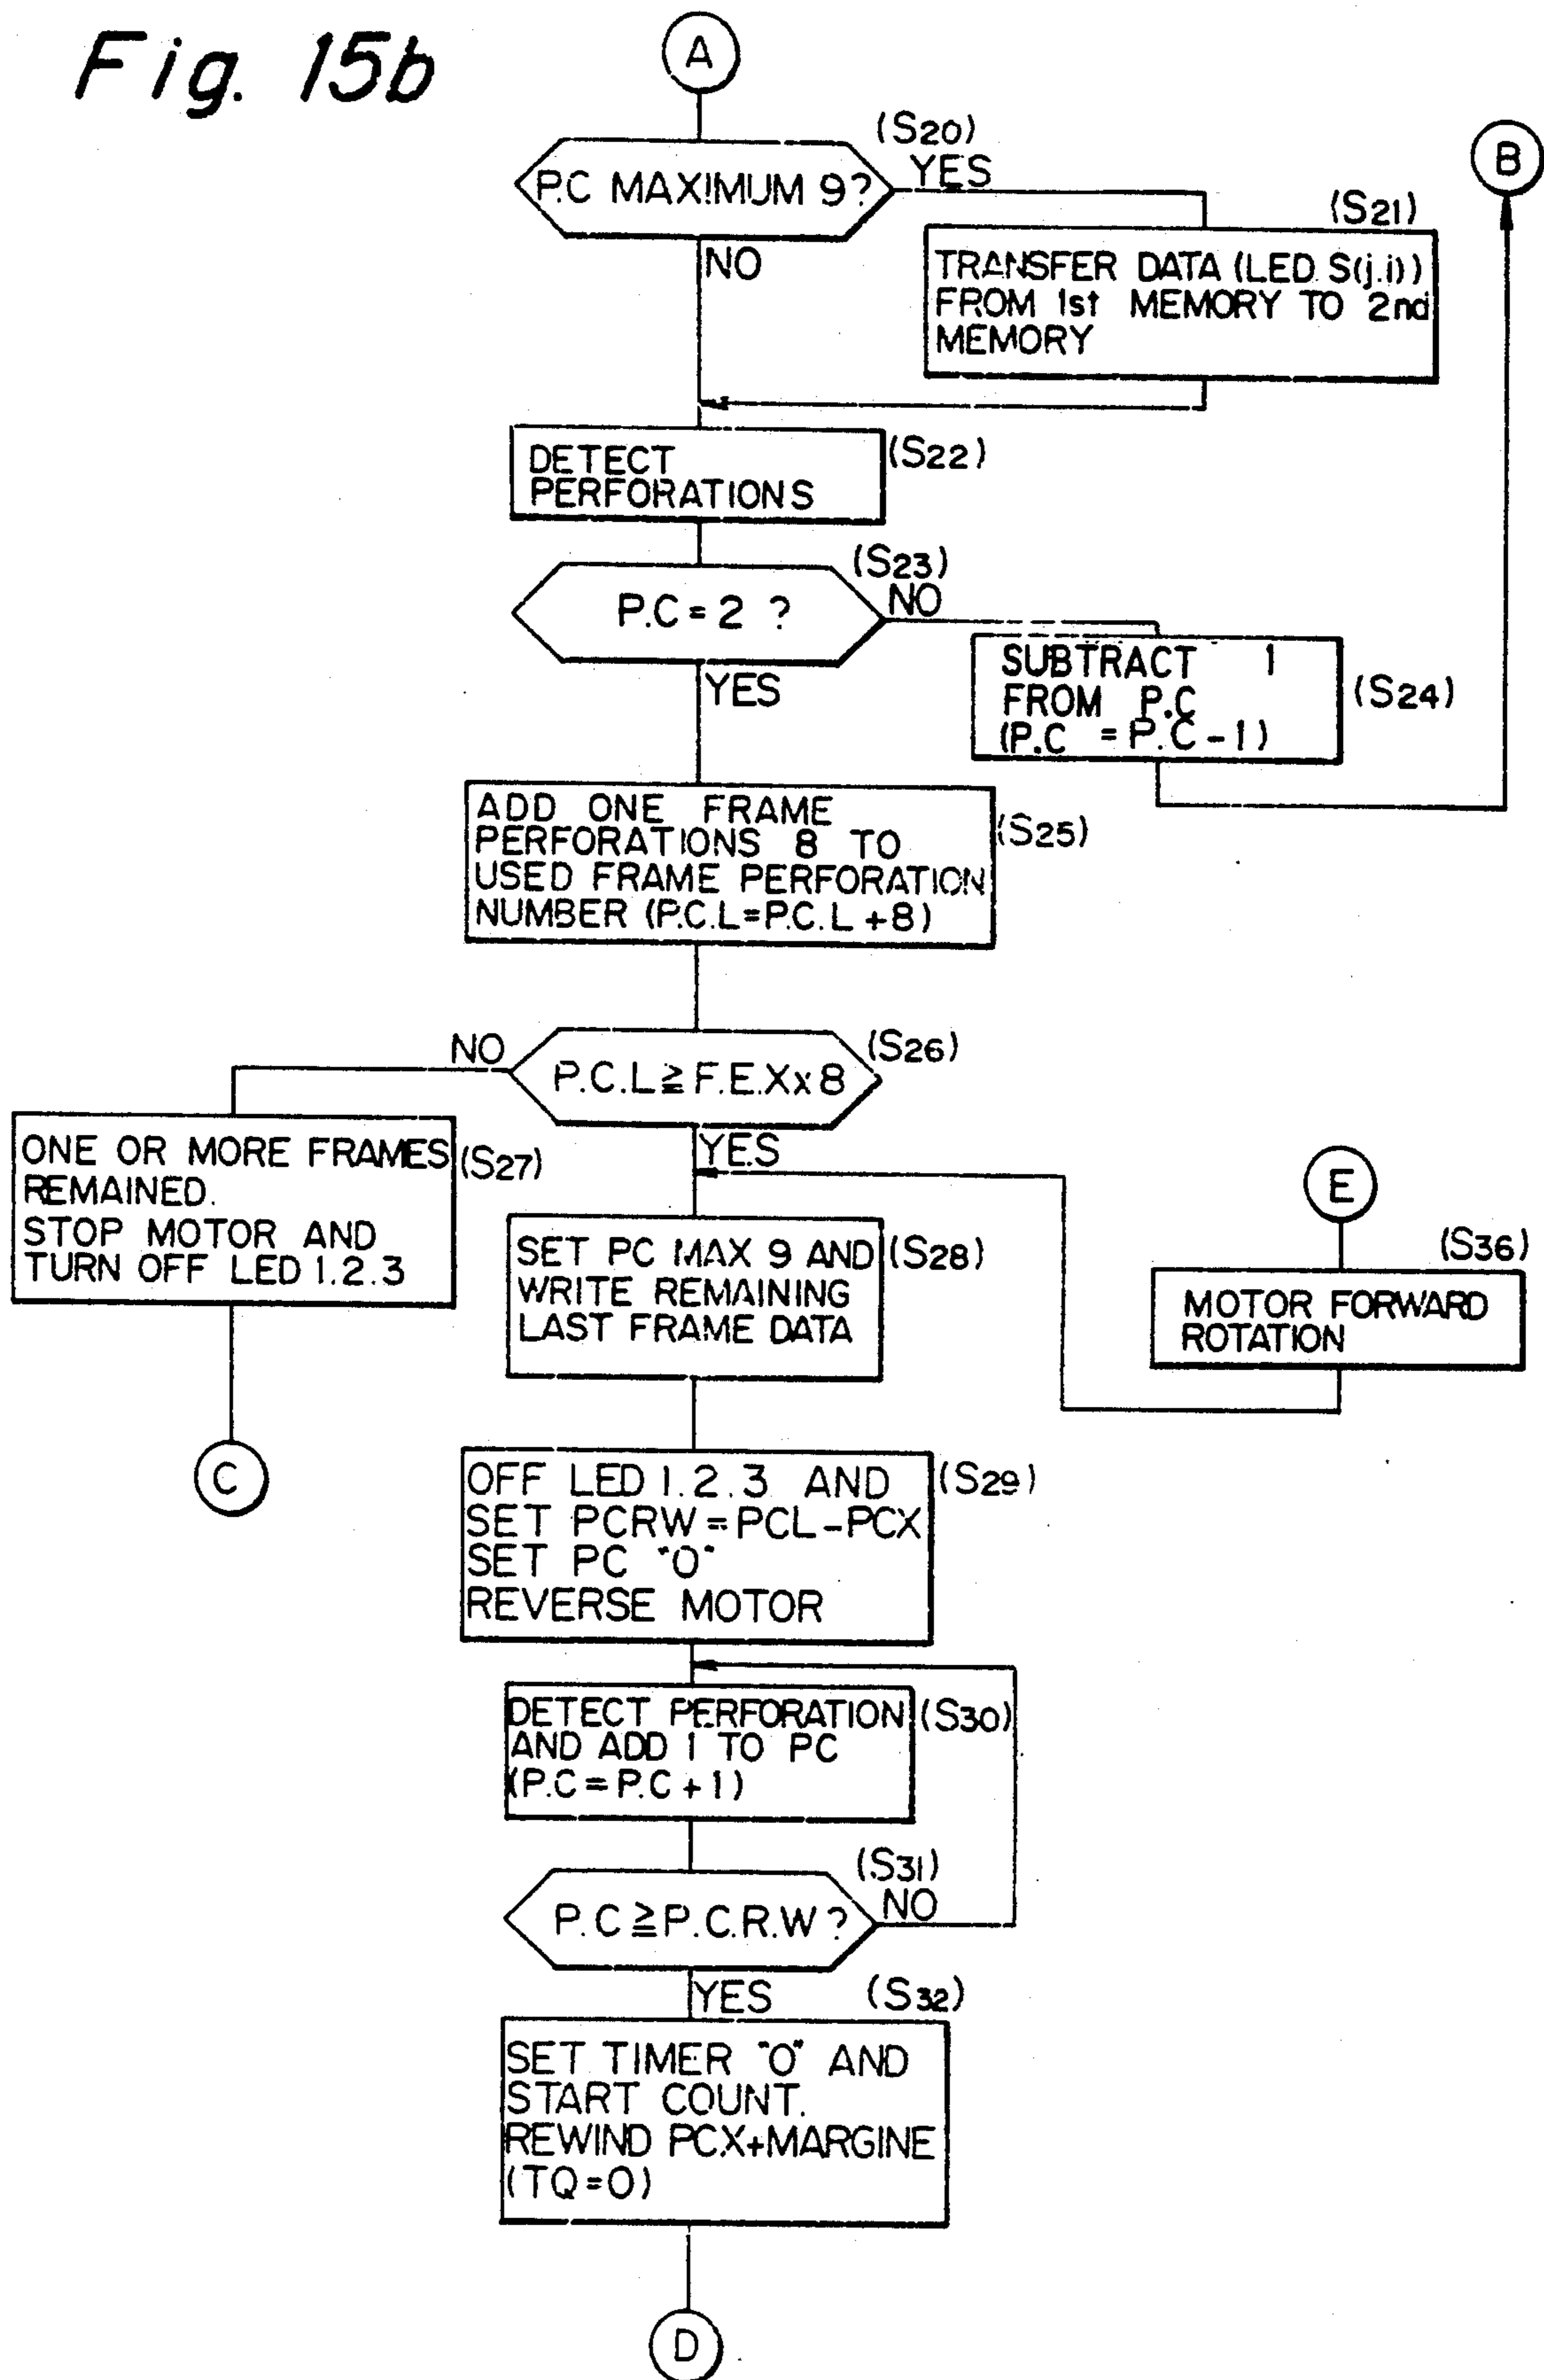 Fig. 15b
A
(S20)
P.C MAXIMUM 9?
YES
NO
B
(S21)
TRANSFER DATA (LED. S(j.i))
FROM 1st MEMORY TO 2nd
MEMORY
DETECT
PERFORATIONS
(S22)
(S23)
P.C = 2 ?
NO
YES
SUBTRACT 1
FROM P.C
(P.C = P.C - 1)
(S24)
ADD ONE FRAME
PERFORATIONS 8 TO
USED FRAME PERFORATION
NUMBER (P.C.L=P.C.L+8)
(S25)
NO
P.C.L≧F.E.Xx8
(S26)
YES
ONE OR MORE FRAMES
REMAINED.
STOP MOTOR AND
TURN OFF LED 1.2.3
(S27)
C
SET PC MAX 9 AND
WRITE REMAINING
LAST FRAME DATA
(S28)
E
(S36)
MOTOR FORWARD
ROTATION
OFF LED 1.2.3 AND
SET PCRW=PCL-PCX
SET PC "0"
REVERSE MOTOR
(S29)
DETECT PERFORATION
AND ADD 1 TO PC
(P.C=P.C+1)
(S30)
(S31)
P.C≧P.C.R.W?
NO
YES
(S32)
SET TIMER "0" AND
START COUNT.
REWIND PCX+MARGINE
(TQ=0)
D